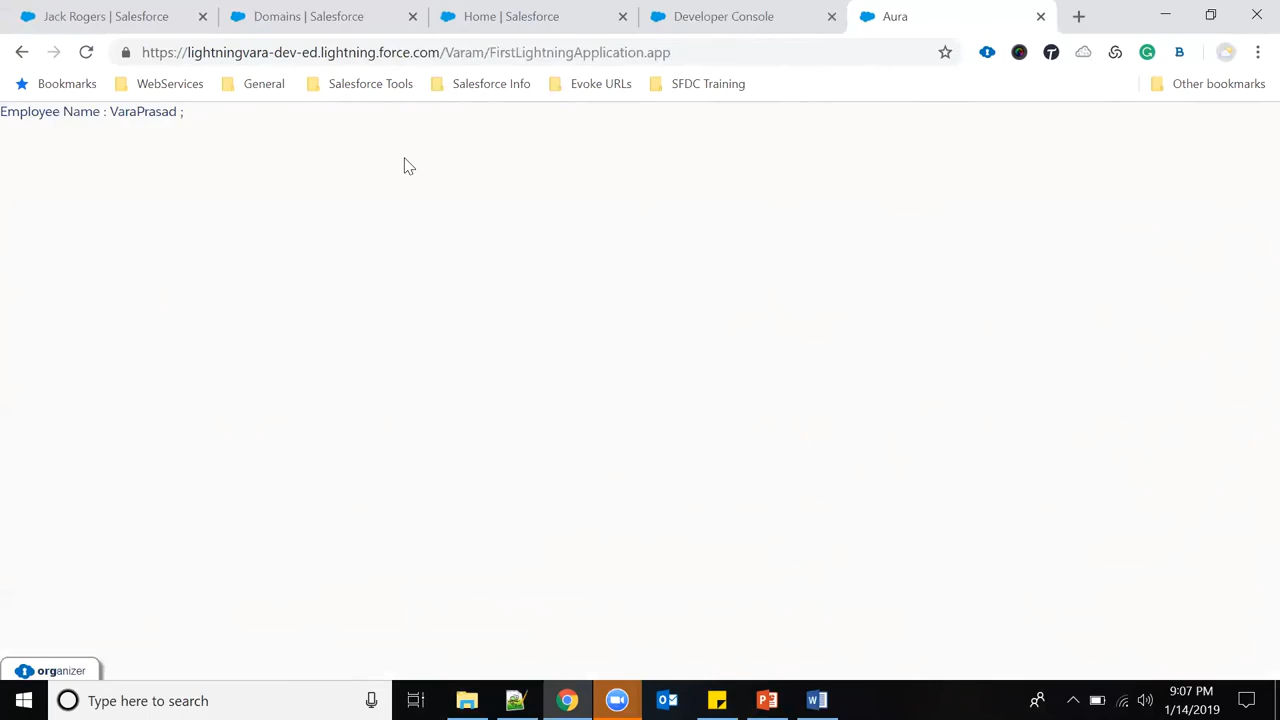 Jack Rogers | Salesforce
Domains | Salesforce
Home | Salesforce
Developer Console
Aura
https://lightningvara-dev-ed.lightning.force.com/Varam/FirstLightningApplication.app
Bookmarks
WebServices
General
Salesforce Tools
Salesforce Info
Evoke URLs
SFDC Training
Other bookmarks
Employee Name : VaraPrasad ;
organizer
Type here to search
9:07 PM
1/14/2019